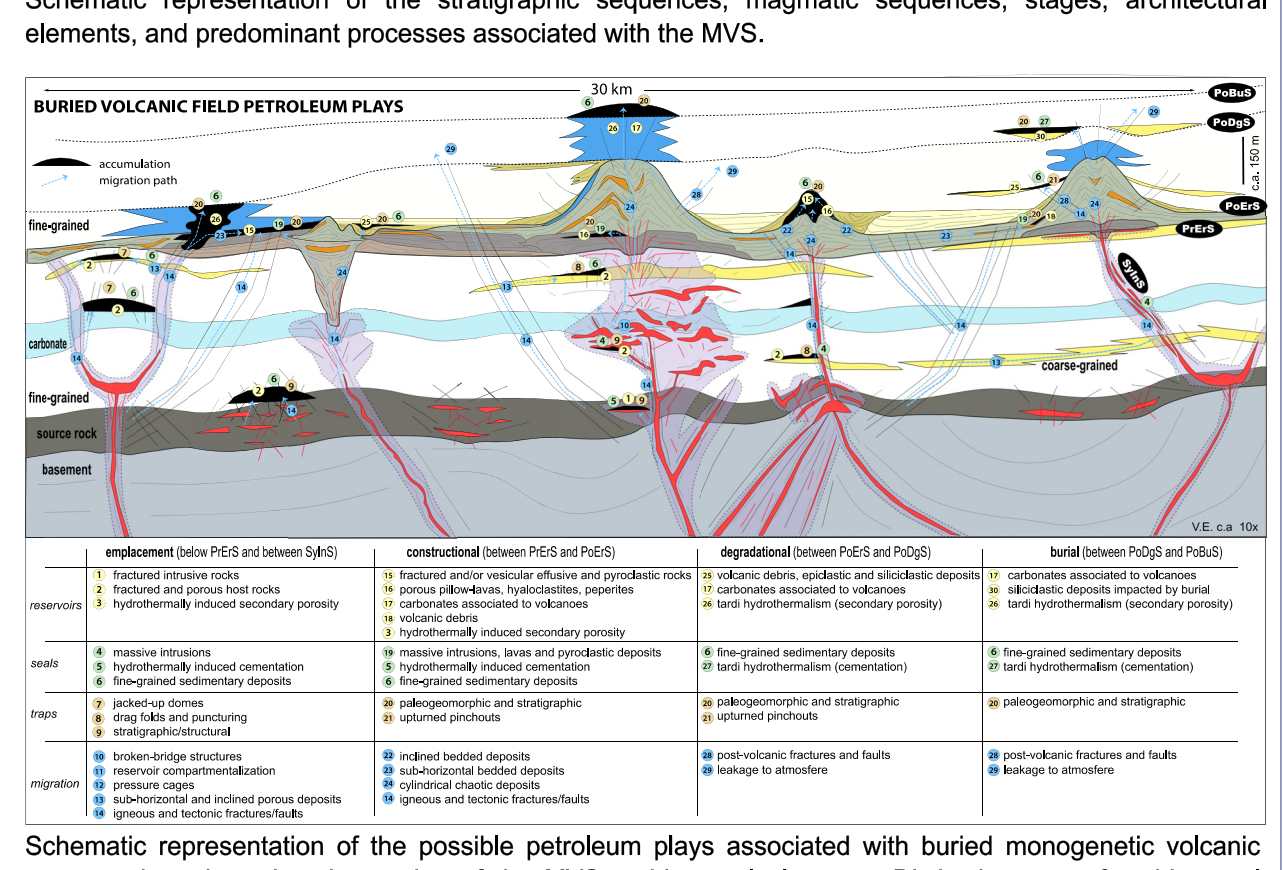 Schematic representation of the stratigraphic sequences, magmatic sequences, stages, architectural
elements, and predominant processes associated with the MVS.
BURIED VOLCANIC FIELD PETROLEUM PLAYS
30 km
PoBuS
PoDgS
c.a. 150 m
accumulation
migration path
fine-grained
PoErS
PrErS
SyInS
carbonate
coarse-grained
fine-grained
source rock
basement
V.E. c.a 10x
emplacement (below PrErS and between SyInS)
constructional (between PrErS and PoErS)
degradational (between PoErS and PoDgS)
burial (between PoDgS and PoBuS)
reservoirs
1 fractured intrusive rocks
2 fractured and porous host rocks
3 hydrothermally induced secondary porosity
15 fractured and/or vesicular effusive and pyroclastic rocks
16 porous pillow-lavas, hyaloclastites, peperites
17 carbonates associated to volcanoes
18 volcanic debris
3 hydrothermally induced secondary porosity
25 volcanic debris, epiclastic and siliciclastic deposits
17 carbonates associated to volcanoes
26 tardi hydrothermalism (secondary porosity)
17 carbonates associated to volcanoes
30 siliciclastic deposits impacted by burial
26 tardi hydrothermalism (secondary porosity)
seals
4 massive intrusions
5 hydrothermally induced cementation
6 fine-grained sedimentary deposits
19 massive intrusions, lavas and pyroclastic deposits
5 hydrothermally induced cementation
6 fine-grained sedimentary deposits
6 fine-grained sedimentary deposits
27 tardi hydrothermalism (cementation)
6 fine-grained sedimentary deposits
27 tardi hydrothermalism (cementation)
traps
7 jacked-up domes
8 drag folds and puncturing
9 stratigraphic/structural
20 paleogeomorphic and stratigraphic
21 upturned pinchouts
20 paleogeomorphic and stratigraphic
21 upturned pinchouts
20 paleogeomorphic and stratigraphic
migration
10 broken-bridge structures
11 reservoir compartmentalization
12 pressure cages
13 sub-horizontal and inclined porous deposits
14 igneous and tectonic fractures/faults
22 inclined bedded deposits
23 sub-horizontal bedded deposits
24 cylindrical chaotic deposits
14 igneous and tectonic fractures/faults
28 post-volcanic fractures and faults
29 leakage to atmosfere
28 post-volcanic fractures and faults
29 leakage to atmosfere
Schematic representation of the possible petroleum plays associated with buried monogenetic volcanic